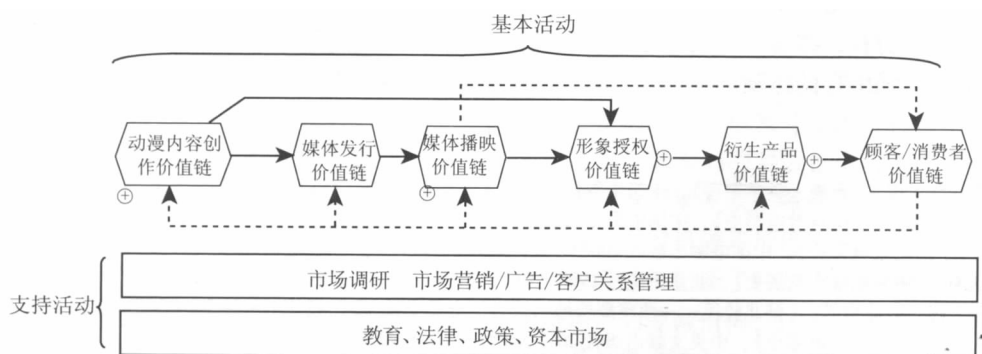 基本活动
动漫内容创
作价值链
媒体发行
价值链
媒体播映
价值链
形象授权
价值链
衍生产品
价值链
顾客/消费者
价值链
支持活动
市场调研 市场营销/广告/客户关系管理
教育、法律、政策、资本市场